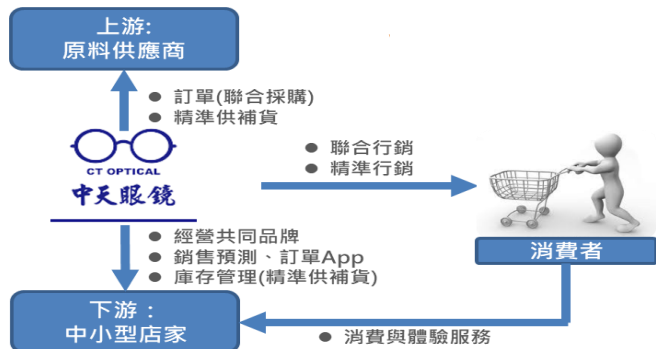 上游:
原料供應商
● 訂單(聯合採購)
● 精準供補貨
CT OPTICAL
中天眼鏡
● 聯合行銷
● 精準行銷
消費者
● 經營共同品牌
● 銷售預測、訂單App
● 庫存管理(精準供補貨)
下游：
中小型店家
● 消費與體驗服務